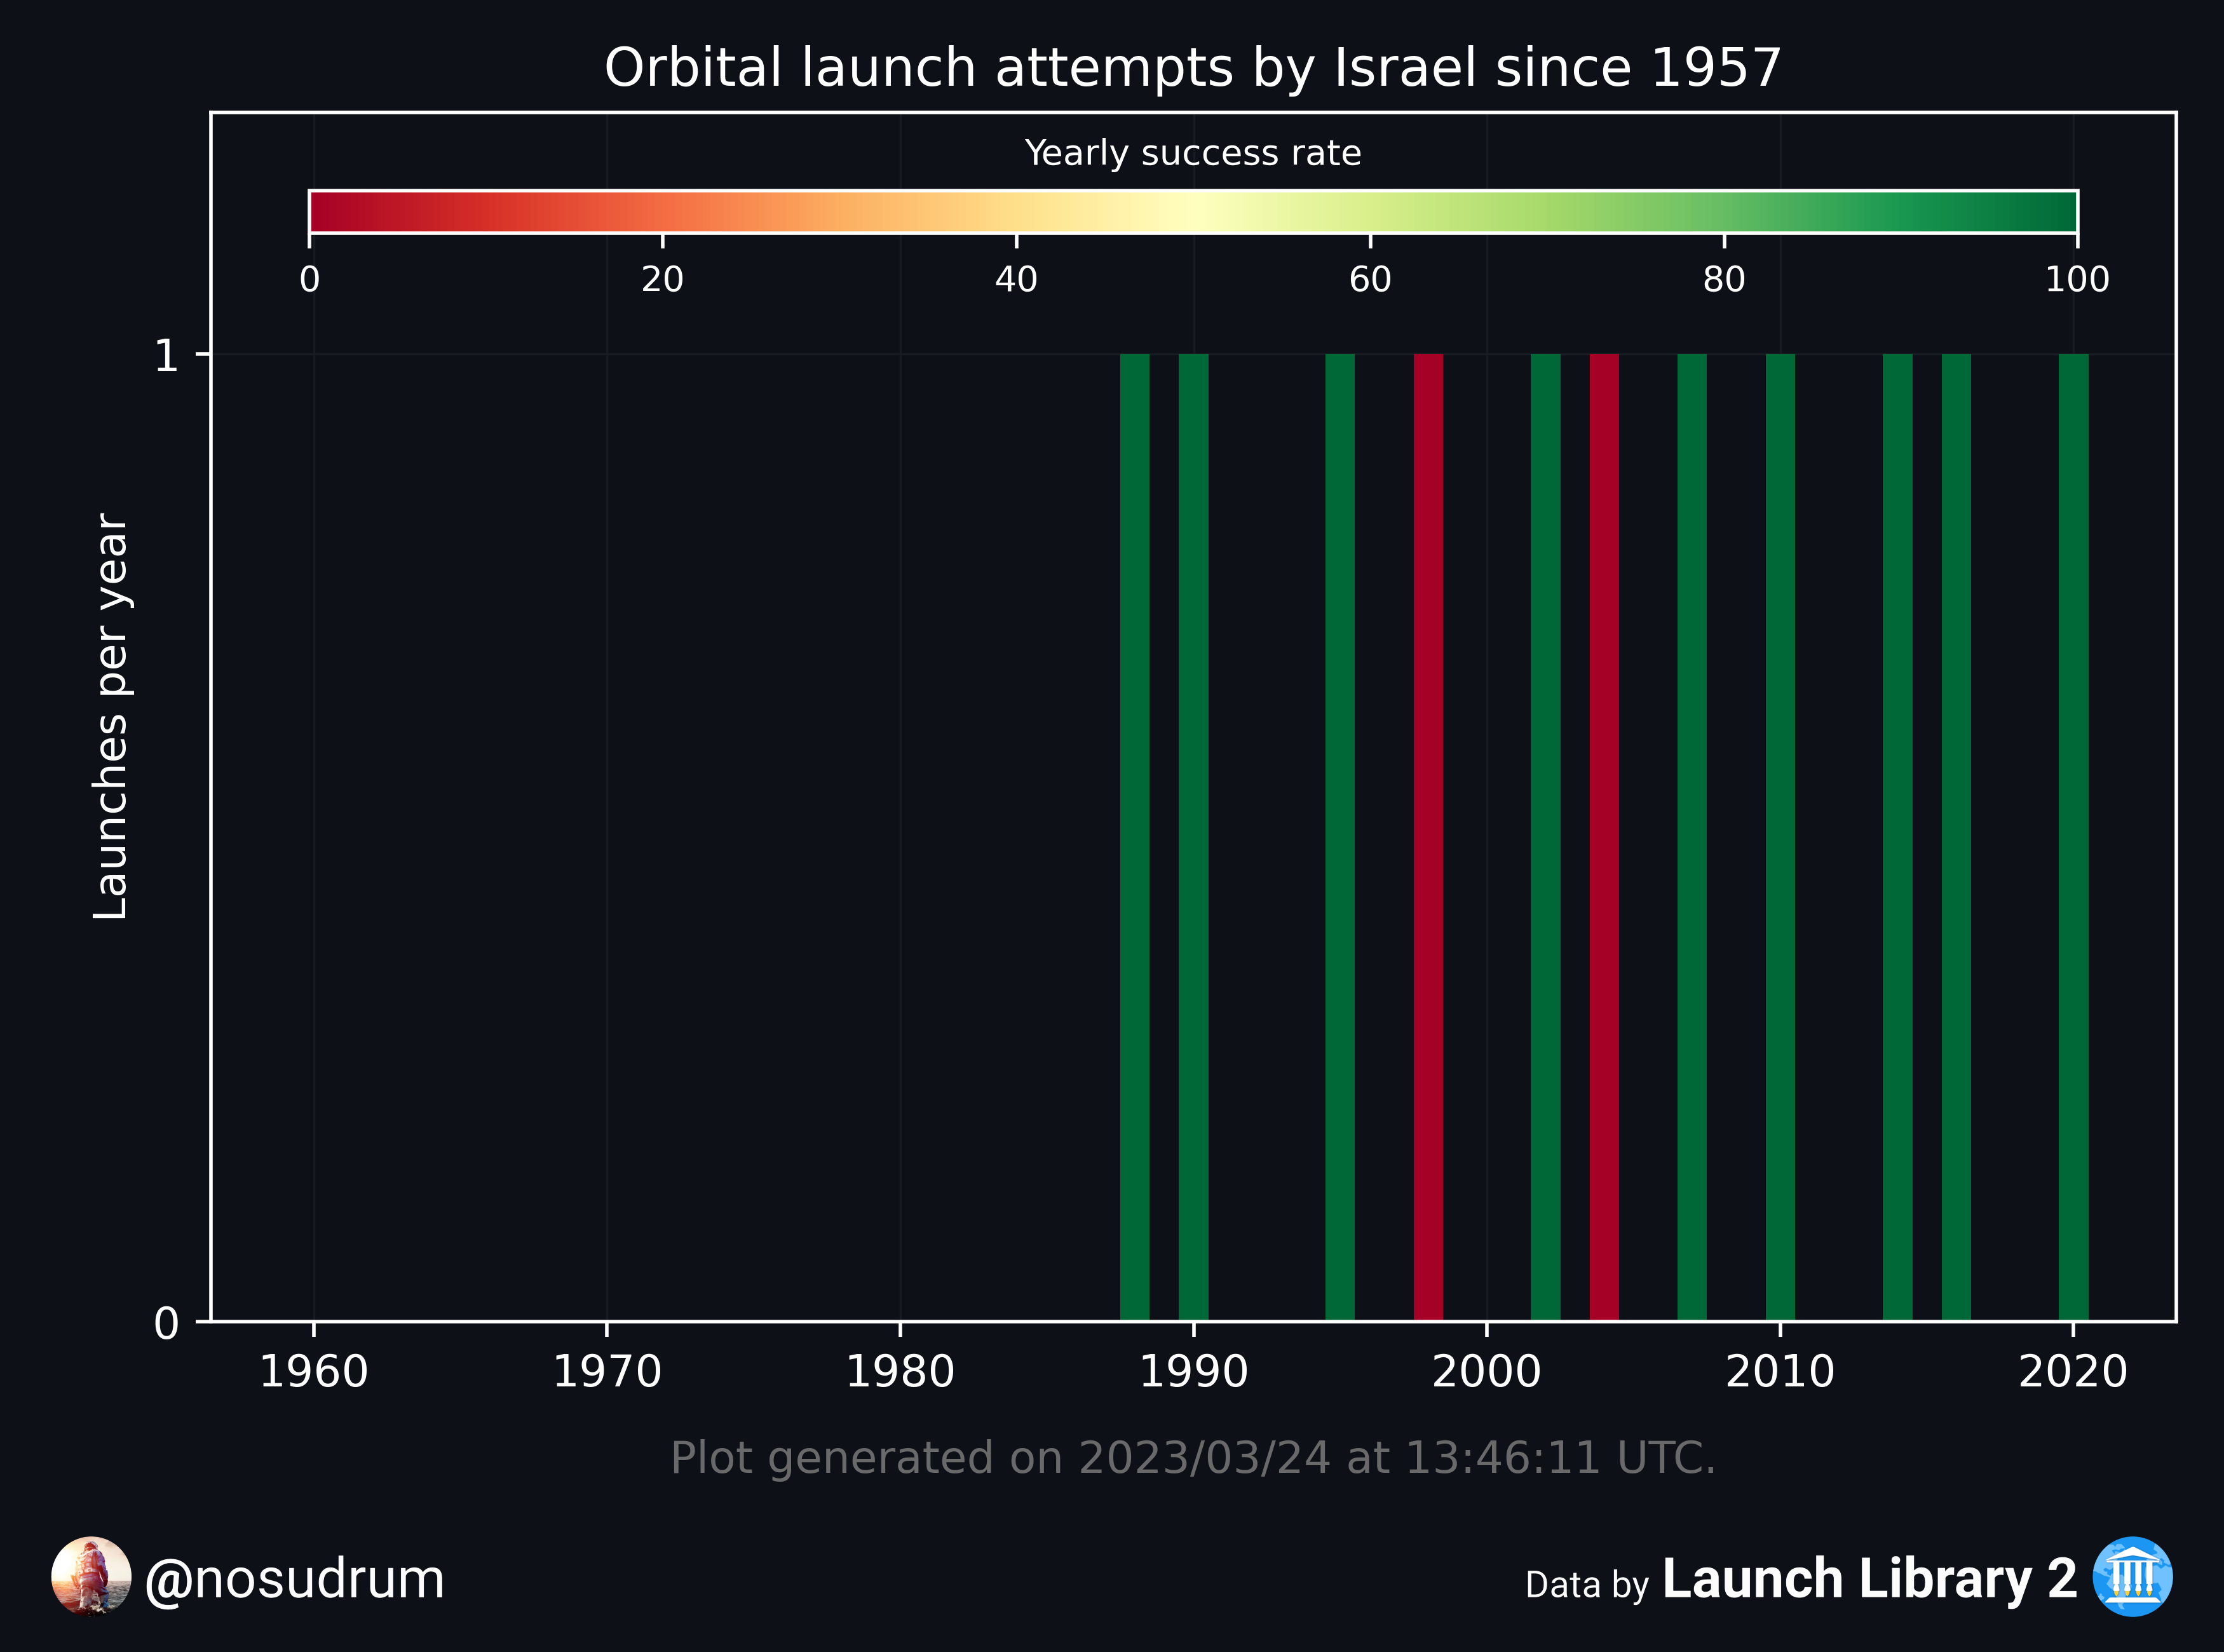 Orbital launch attempts by Israel since 1957
Yearly success rate
0 20 40 60 80 100
1
Launches per year
0
1960 1970 1980 1990 2000 2010 2020
Plot generated on 2023/03/24 at 13:46:11 UTC.
@nosudrum
Data by Launch Library 2